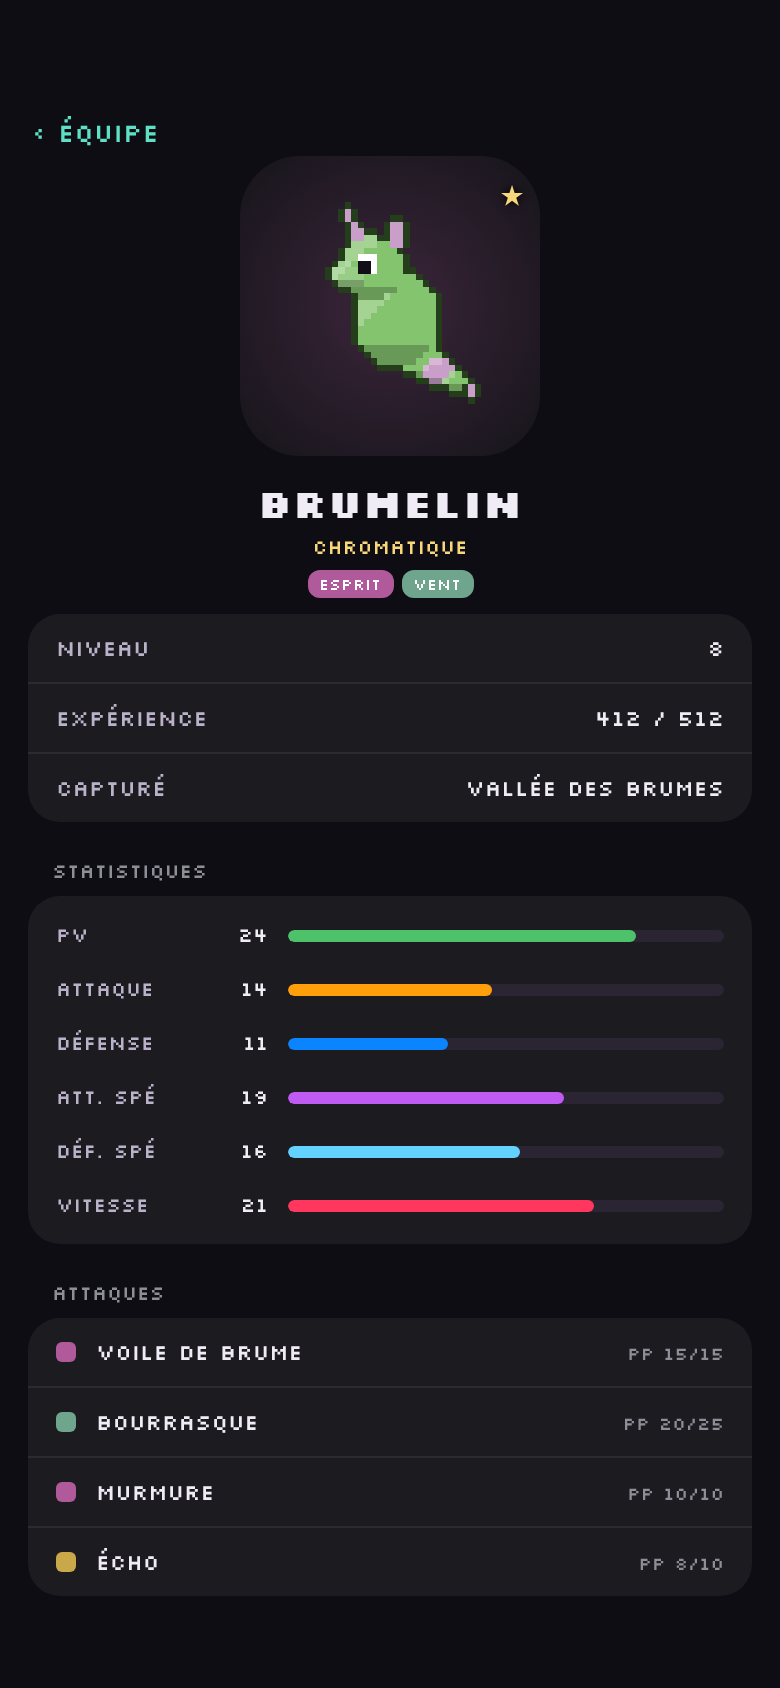 ‹ ÉQUIPE
★
BRUMELIN
CHROMATIQUE
ESPRIT VENT
NIVEAU 8
EXPÉRIENCE 412 / 512
CAPTURÉ VALLÉE DES BRUMES
STATISTIQUES
PV 24
ATTAQUE 14
DÉFENSE 11
ATT. SPÉ 19
DÉF. SPÉ 16
VITESSE 21
ATTAQUES
VOILE DE BRUME PP 15/15
BOURRASQUE PP 20/25
MURMURE PP 10/10
ÉCHO PP 8/10